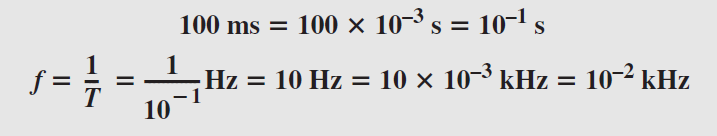 100 ms = 100 × 10⁻³ s = 10⁻¹ s
f = 1/T = 1/10⁻¹ Hz = 10 Hz = 10 × 10⁻³ kHz = 10⁻² kHz